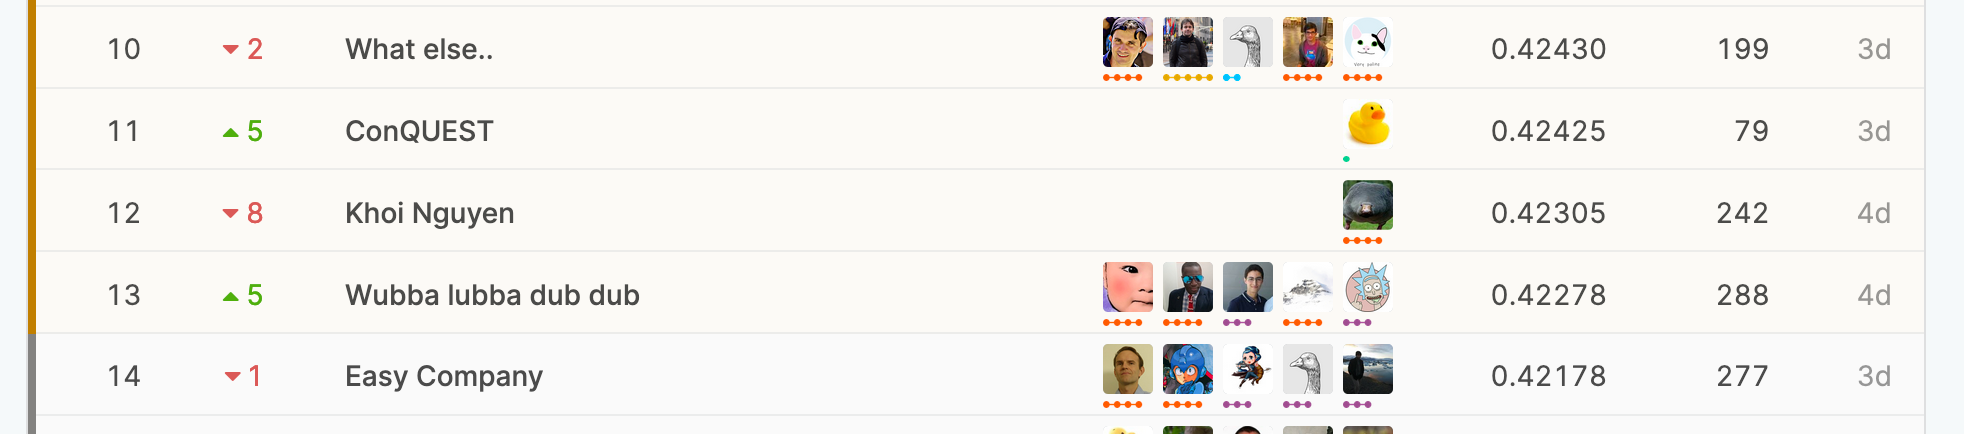 10 2 What else.. 0.42430 199 3d
11 5 ConQUEST 0.42425 79 3d
12 8 Khoi Nguyen 0.42305 242 4d
13 5 Wubba lubba dub dub 0.42278 288 4d
14 1 Easy Company 0.42178 277 3d